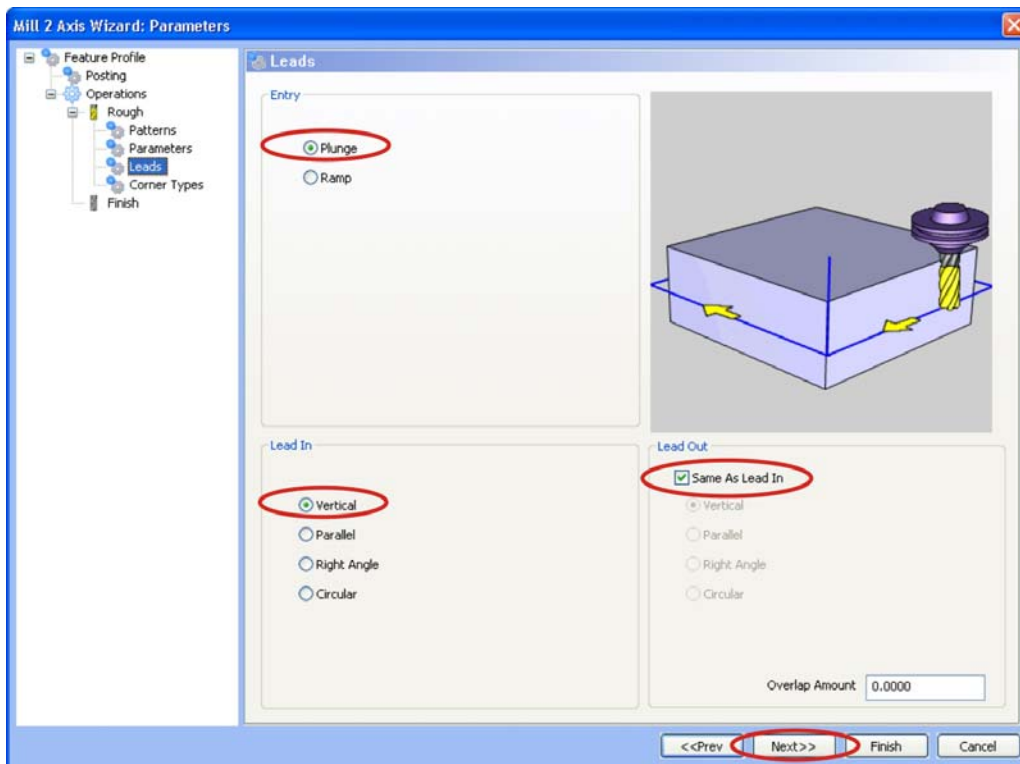 Mill 2 Axis Wizard: Parameters
Feature Profile
Posting
Operations
Rough
Patterns
Parameters
Leads
Corner Types
Finish
Leads
Entry
Plunge
Ramp
Lead In
Vertical
Parallel
Right Angle
Circular
Lead Out
Same As Lead In
Vertical
Parallel
Right Angle
Circular
Overlap Amount 0.0000
<<Prev Next>> Finish Cancel